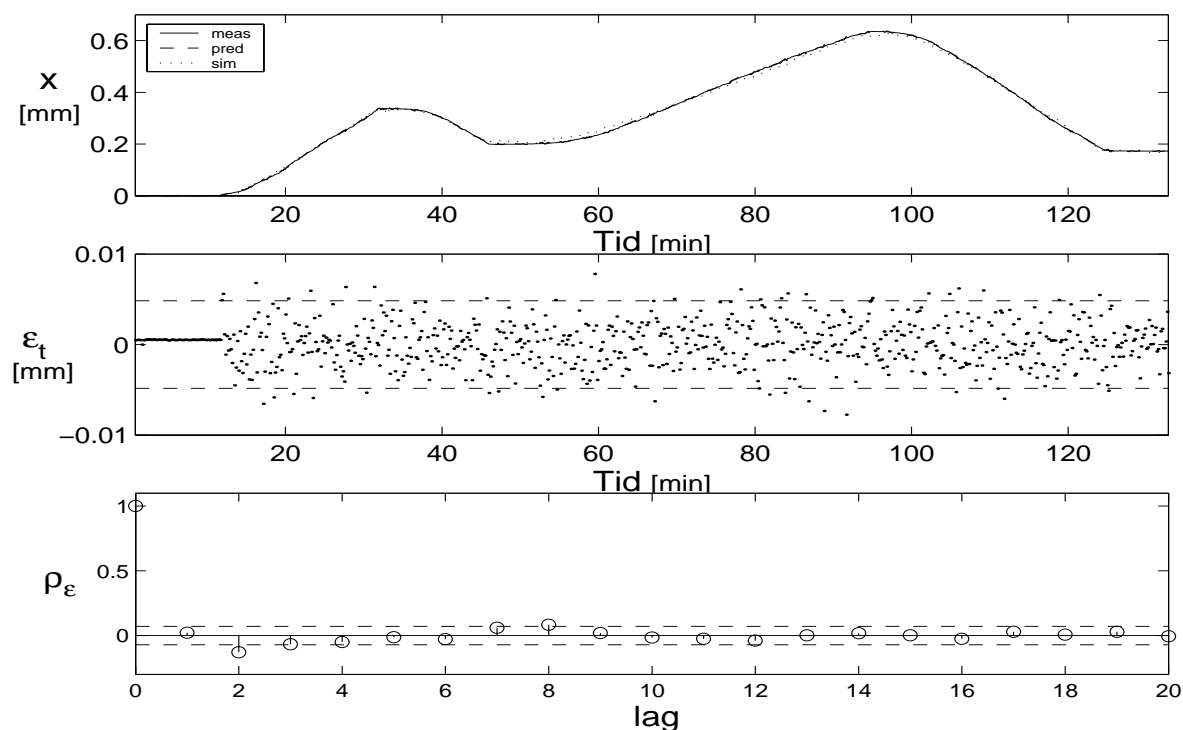 meas
pred
sim
0.6
0.4
0.2
0
x
[mm]
20 40 60 80 100 120
Tid [min]
0.01
0
−0.01
ε_t
[mm]
20 40 60 80 100 120
Tid [min]
1
0.5
0
ρ_ε
0 2 4 6 8 10 12 14 16 18 20
lag